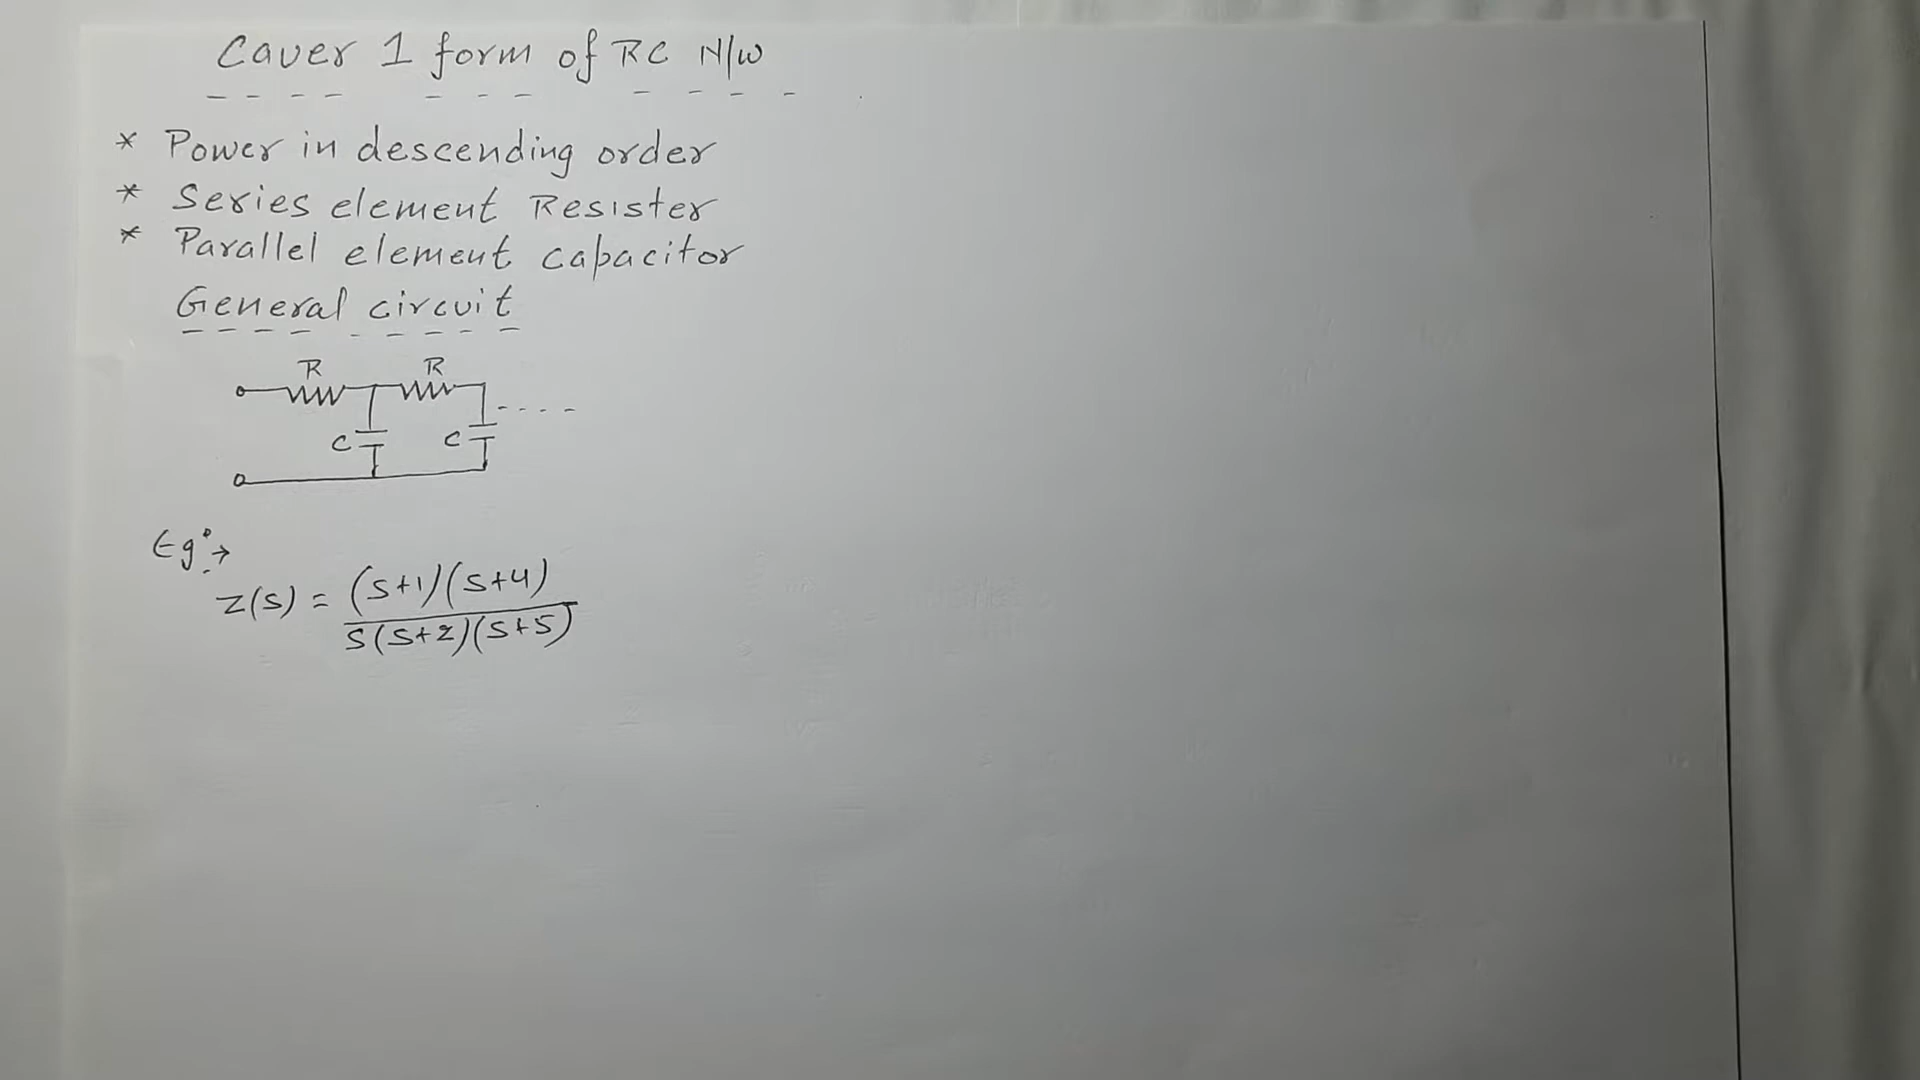 Cauer 1 form of RC N/W
* Power in descending order
* Series element Resister
* Parallel element capacitor
General circuit
R R
C C
Eg:→
Z(s) = (s+1)(s+4)
s(s+2)(s+5)